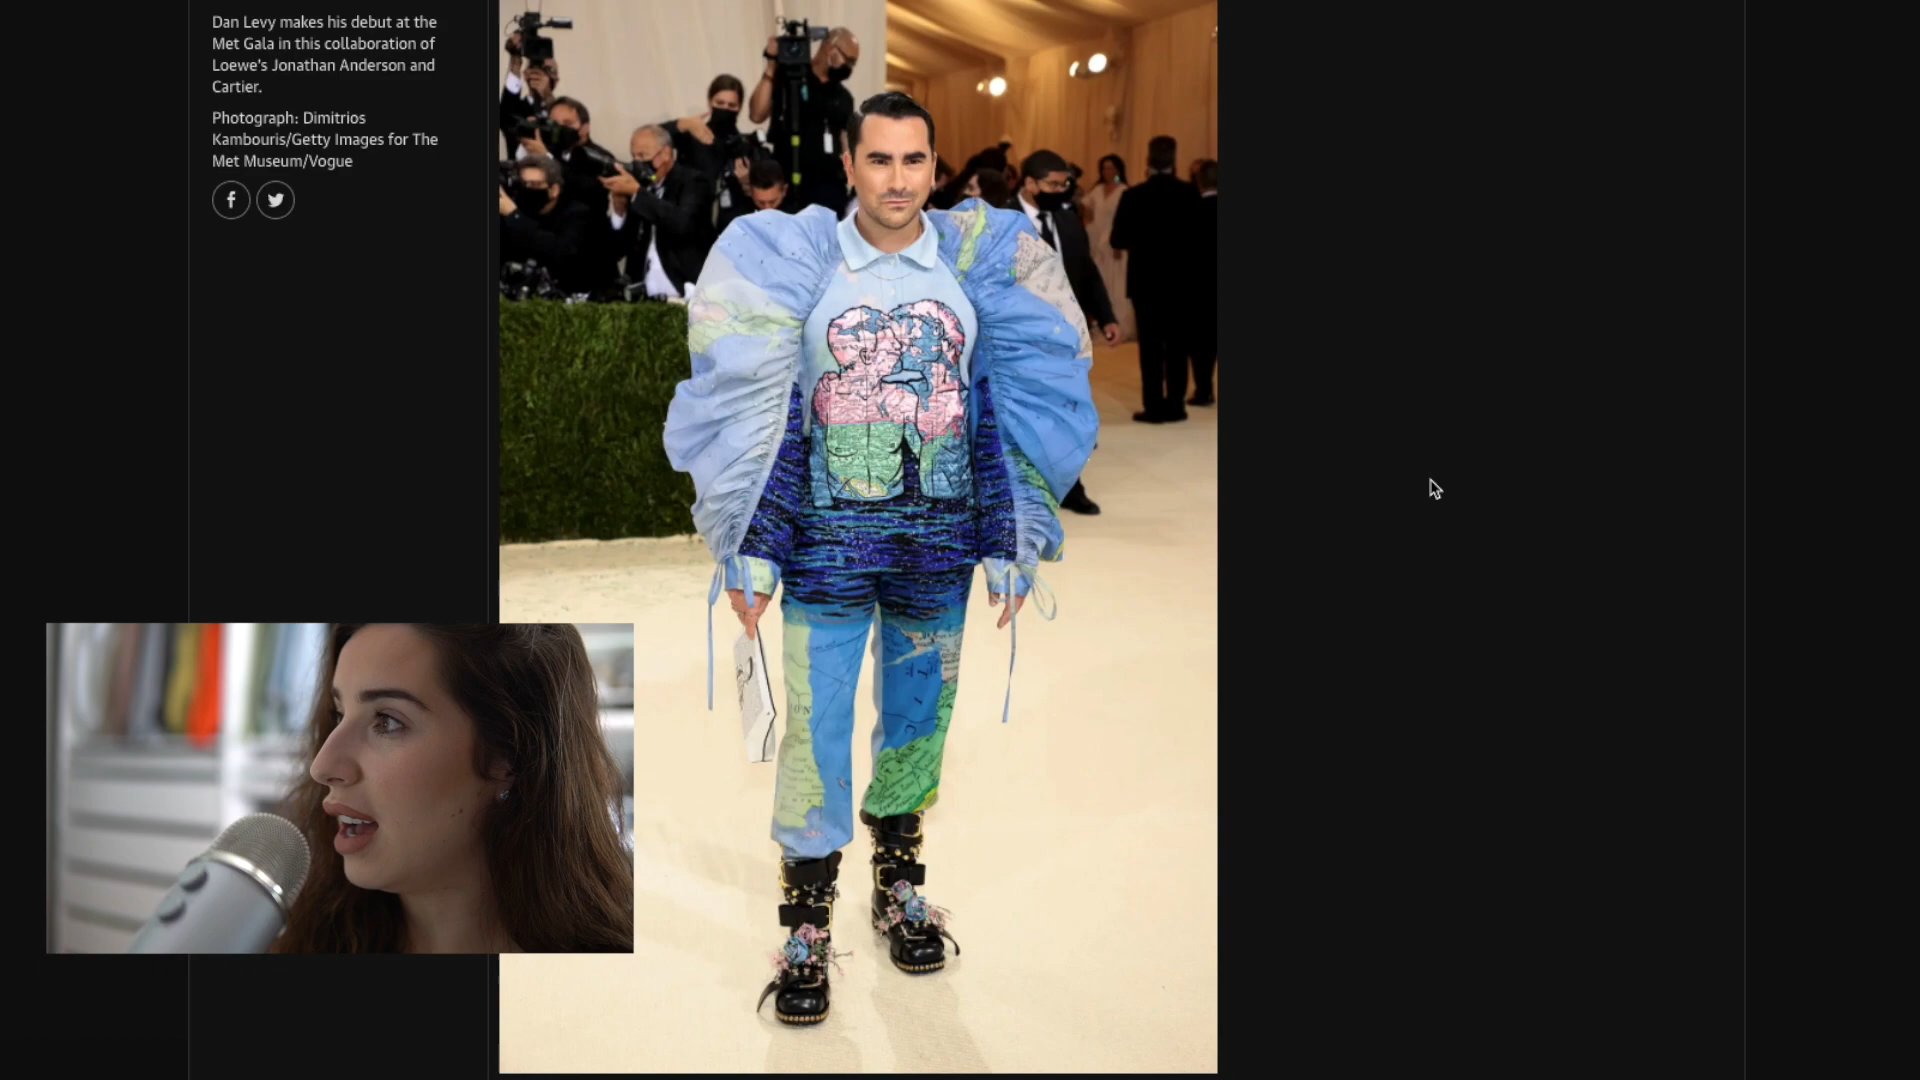 Dan Levy makes his debut at the
Met Gala in this collaboration of
Loewe's Jonathan Anderson and
Cartier.
Photograph: Dimitrios
Kambouris/Getty Images for The
Met Museum/Vogue